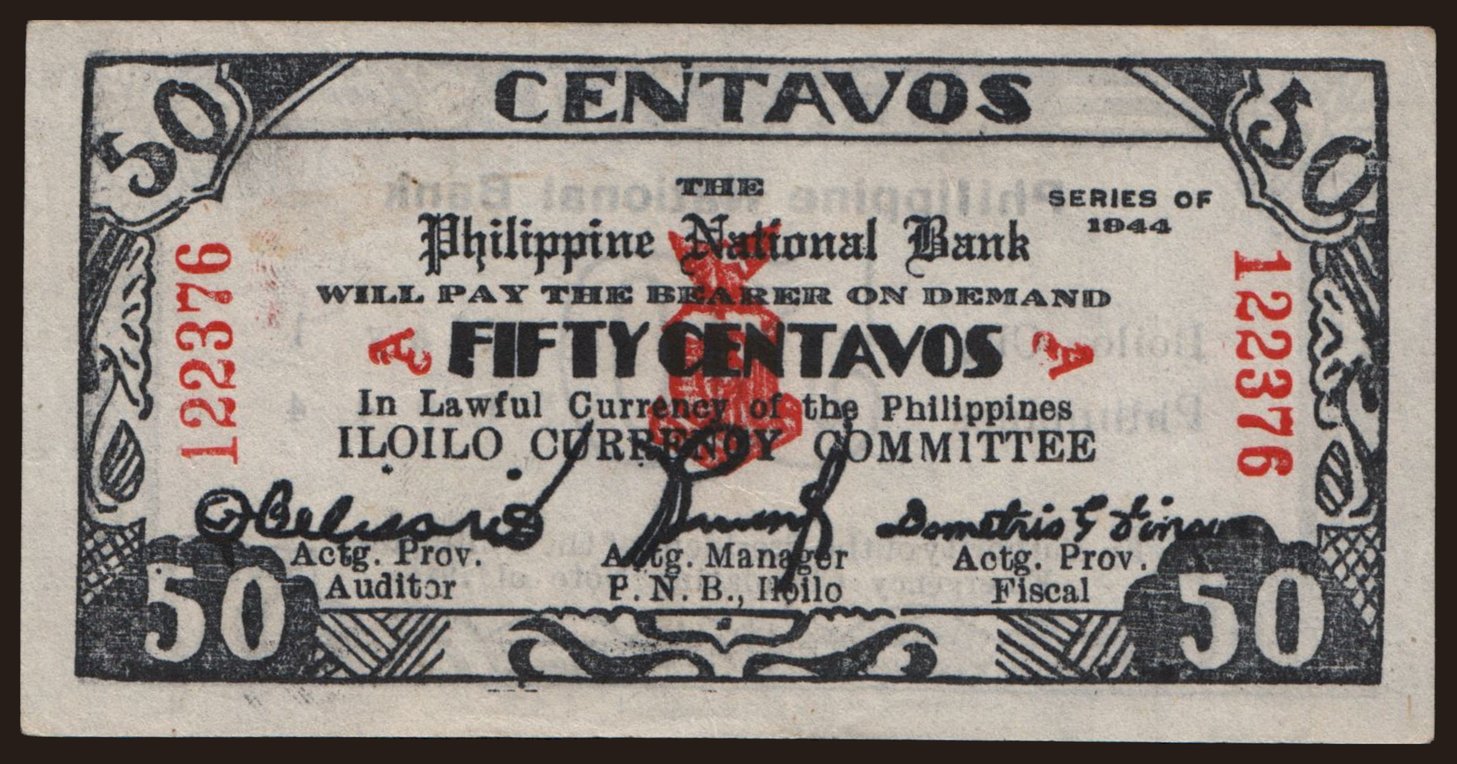 50 CENTAVOS 50
THE
SERIES OF
1944
Philippine National Bank
WILL PAY THE BEARER ON DEMAND
122376
A FIFTY CENTAVOS A
122376
In Lawful Currency of the Philippines
ILOILO CURRENCY COMMITTEE
Actg. Prov. Actg. Manager Actg. Prov.
Auditor P. N. B., Iloilo Fiscal
50 50